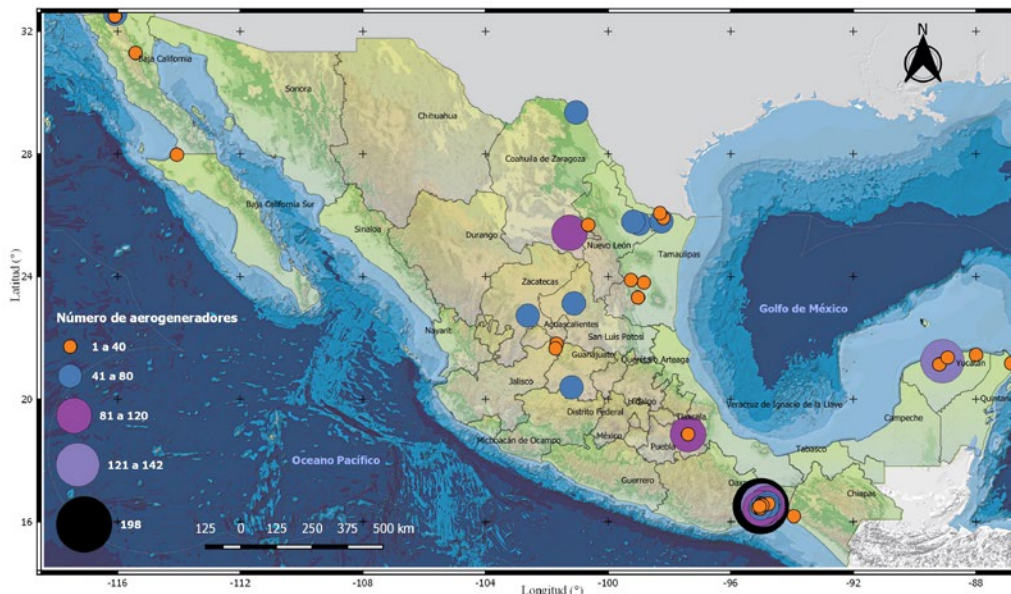 32
28
24
20
16
Latitud (°)
N
Baja California
Sonora
Chihuahua
Coahuila de Zaragoza
Baja California Sur
Sinaloa
Durango
Nuevo León
Tamaulipas
Zacatecas
Golfo de México
Número de aerogeneradores
1 a 40
41 a 80
81 a 120
121 a 142
198
Nayarit
Aguascalientes
San Luis Potosí
Guanajuato
Querétaro Arteaga
Yucatán
Quintana
Jalisco
Hidalgo
Distrito Federal
Tlaxcala
Veracruz de Ignacio de la Llave
Campeche
Michoacán de Ocampo
México
Puebla
Tabasco
Oceano Pacífico
Guerrero
Chiapas
125 0 125 250 375 500 km
-116 -112 -108 -104 -100 -96 -92 -88
Longitud (°)